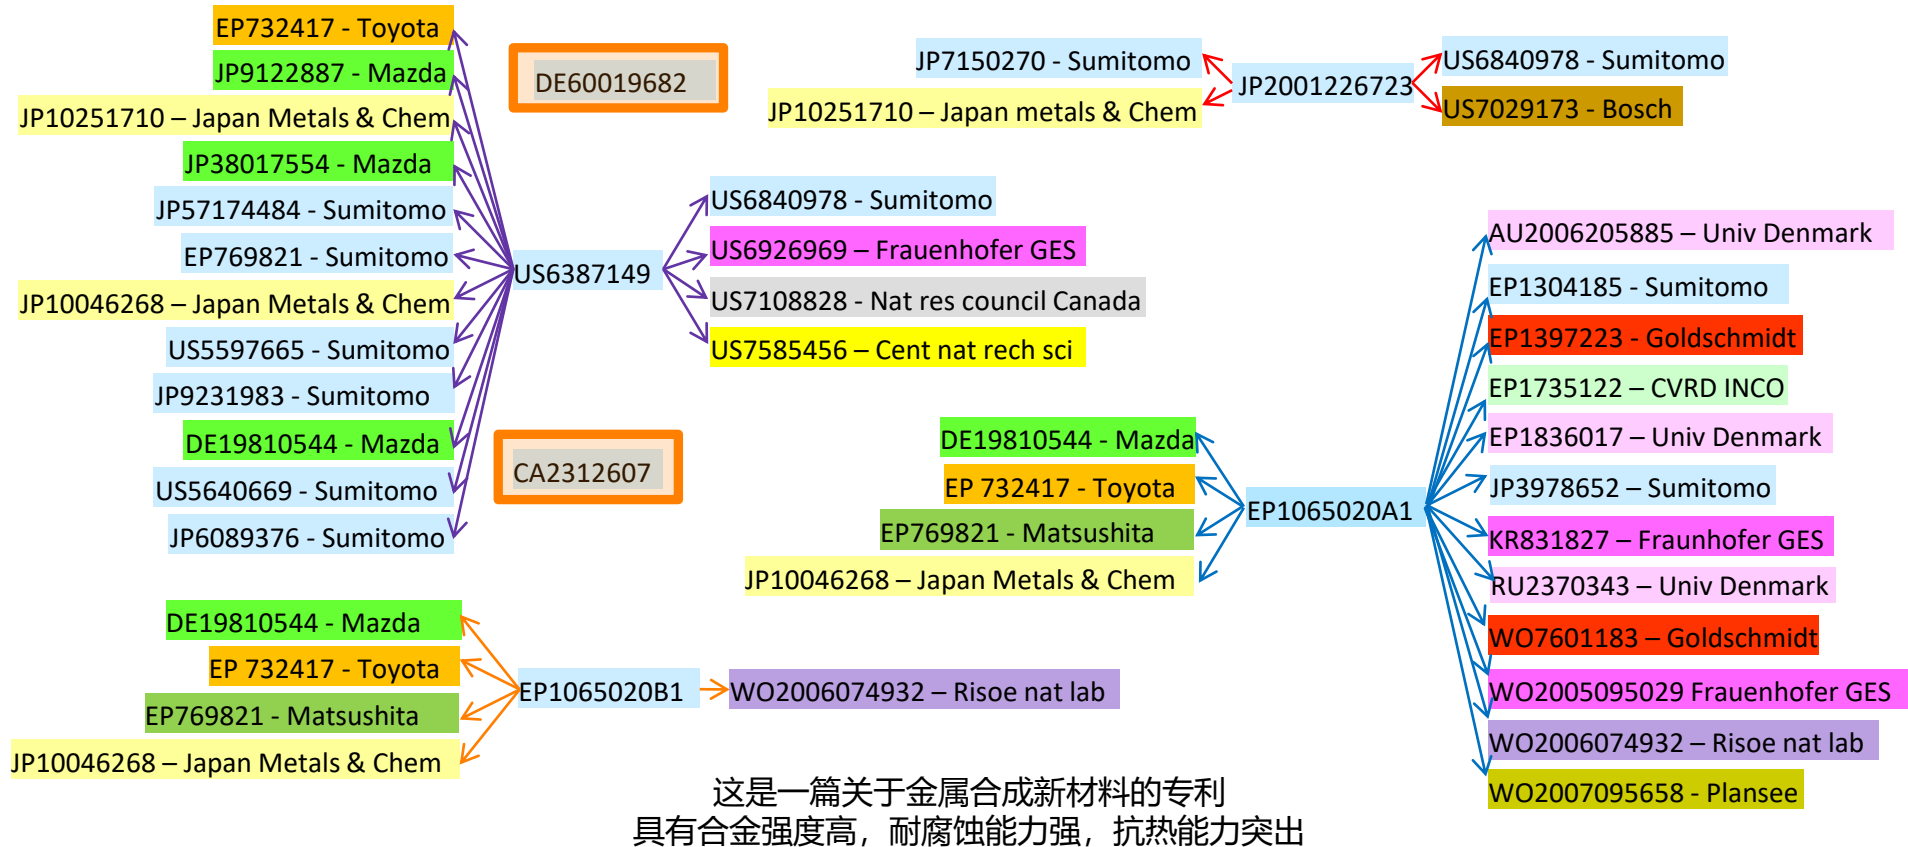 EP732417 - Toyota
JP9122887 - Mazda
JP10251710 – Japan Metals & Chem
JP38017554 - Mazda
JP57174484 - Sumitomo
EP769821 - Sumitomo
JP10046268 – Japan Metals & Chem
US5597665 - Sumitomo
JP9231983 - Sumitomo
DE19810544 - Mazda
US5640669 - Sumitomo
JP6089376 - Sumitomo
DE60019682
US6387149
CA2312607
US6840978 - Sumitomo
US6926969 – Frauenhofer GES
US7108828 - Nat res council Canada
US7585456 – Cent nat rech sci
JP7150270 - Sumitomo
JP10251710 – Japan metals & Chem
JP2001226723
US6840978 - Sumitomo
US7029173 - Bosch
DE19810544 - Mazda
EP 732417 - Toyota
EP769821 - Matsushita
JP10046268 – Japan Metals & Chem
EP1065020A1
AU2006205885 – Univ Denmark
EP1304185 - Sumitomo
EP1397223 - Goldschmidt
EP1735122 – CVRD INCO
EP1836017 – Univ Denmark
JP3978652 – Sumitomo
KR831827 – Fraunhofer GES
RU2370343 – Univ Denmark
WO7601183 – Goldschmidt
WO2005095029 Frauenhofer GES
WO2006074932 – Risoe nat lab
WO2007095658 - Plansee
DE19810544 - Mazda
EP 732417 - Toyota
EP769821 - Matsushita
JP10046268 – Japan Metals & Chem
EP1065020B1
WO2006074932 – Risoe nat lab
这是一篇关于金属合成新材料的专利
具有合金强度高，耐腐蚀能力强，抗热能力突出